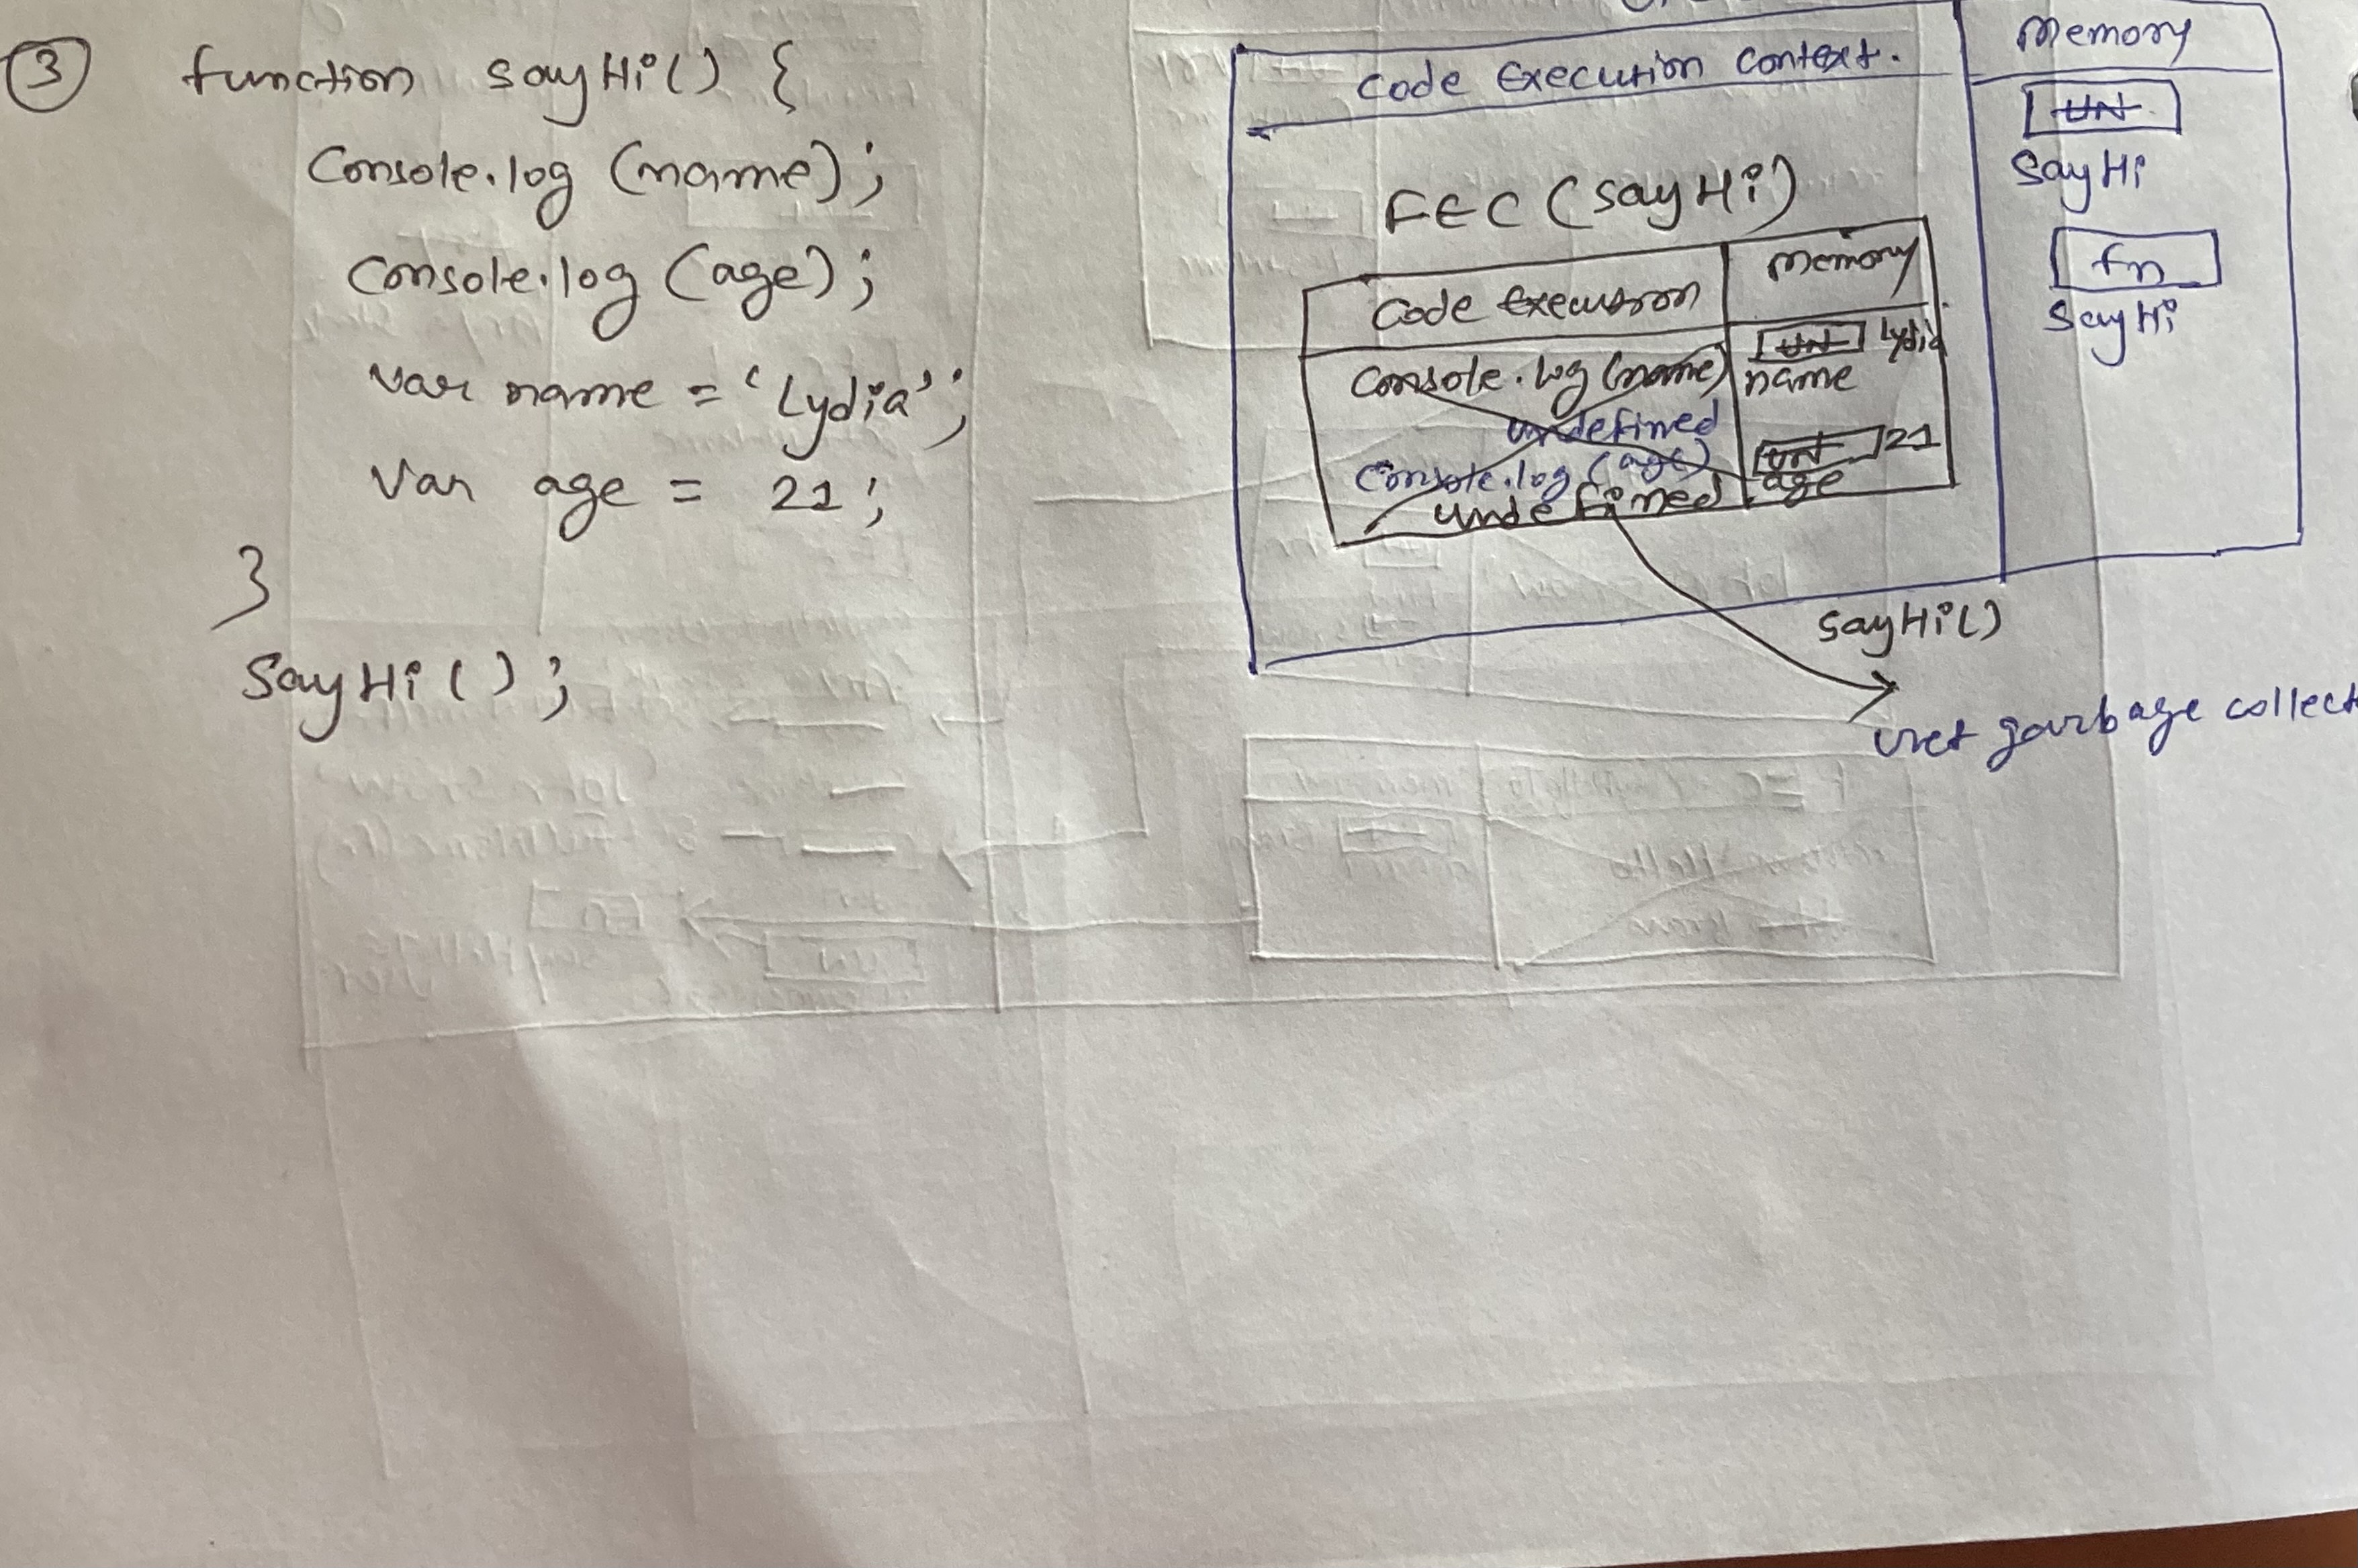 3
function sayHi() {
Console.log (name);
Console.log (age);
Var name = 'Lydia';
Var age = 21;
}
SayHi();
Code Execution Context.
Memory
UN
SayHi
fn
SayHi
FEC (SayHi)
Code Execution
Memory
Console.log (name)
undefined
Console.log (age)
undefined
UN Lydia
name
UN 21
age
SayHi()
garbage collect